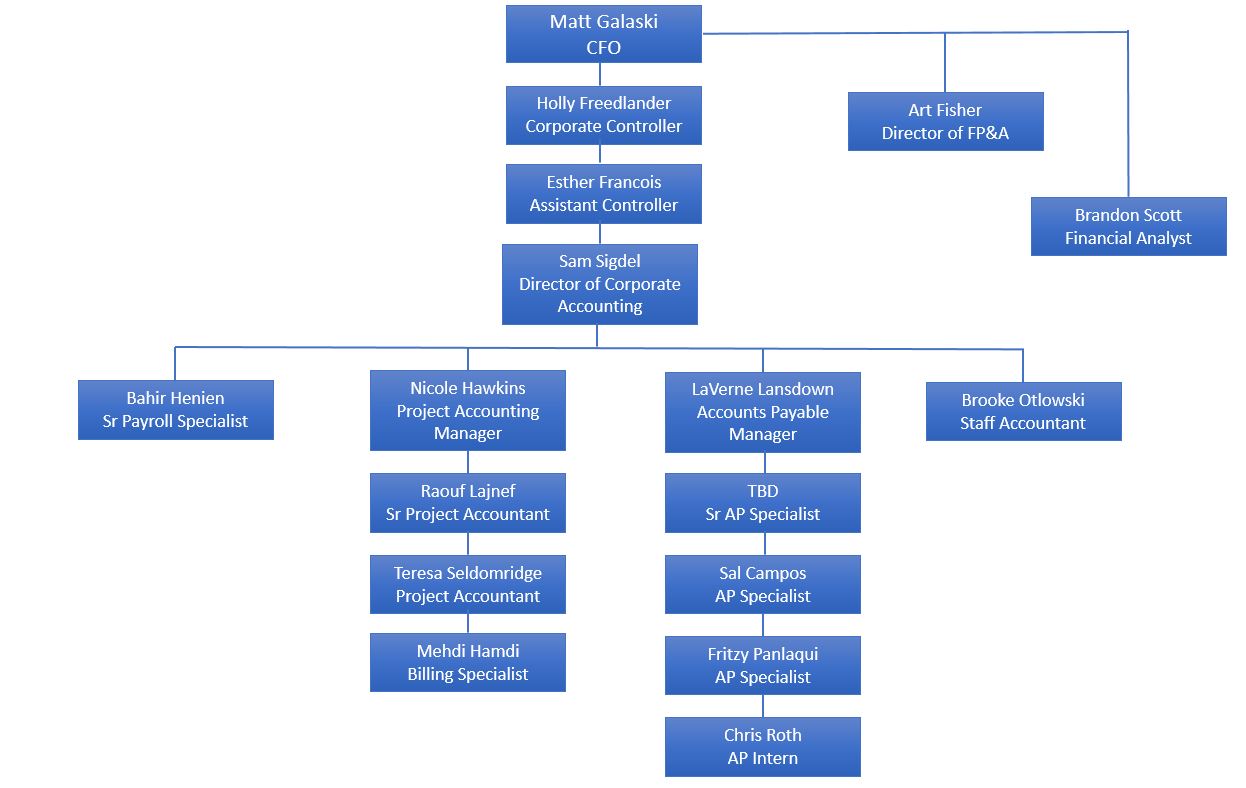 Matt Galaski
CFO
Holly Freedlander
Corporate Controller
Art Fisher
Director of FP&A
Esther Francois
Assistant Controller
Brandon Scott
Financial Analyst
Sam Sigdel
Director of Corporate
Accounting
Bahir Henien
Sr Payroll Specialist
Nicole Hawkins
Project Accounting
Manager
LaVerne Lansdown
Accounts Payable
Manager
Brooke Otlowski
Staff Accountant
Raouf Lajnef
Sr Project Accountant
TBD
Sr AP Specialist
Teresa Seldomridge
Project Accountant
Sal Campos
AP Specialist
Mehdi Hamdi
Billing Specialist
Fritzy Panlaqui
AP Specialist
Chris Roth
AP Intern